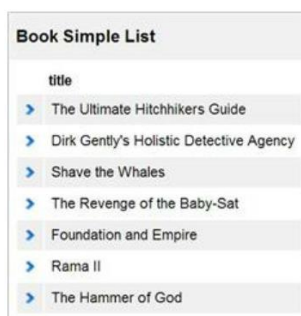 Book Simple List
title
The Ultimate Hitchhikers Guide
Dirk Gently's Holistic Detective Agency
Shave the Whales
The Revenge of the Baby-Sat
Foundation and Empire
Rama II
The Hammer of God